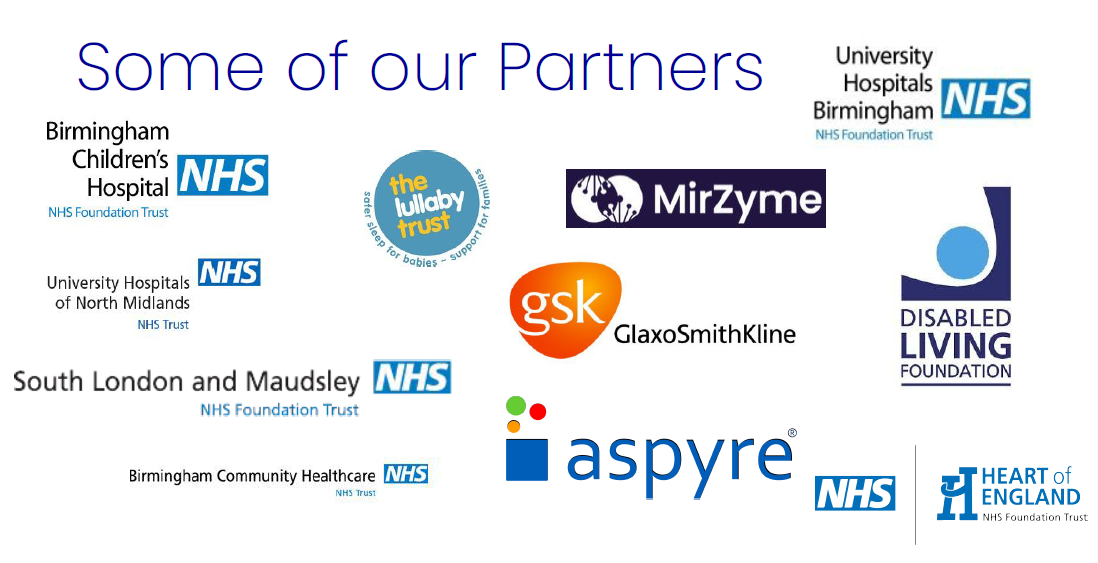 Some of our Partners
University
Hospitals
Birmingham NHS
NHS Foundation Trust
Birmingham
Children's
Hospital NHS
NHS Foundation Trust
the
lullaby
trust
safer sleep for babies – support for families
MirZyme
University Hospitals NHS
of North Midlands
NHS Trust
gsk
GlaxoSmithKline
DISABLED
LIVING
FOUNDATION
South London and Maudsley NHS
NHS Foundation Trust
aspyre®
Birmingham Community Healthcare NHS
NHS Trust
NHS
HEART of
ENGLAND
NHS Foundation Trust